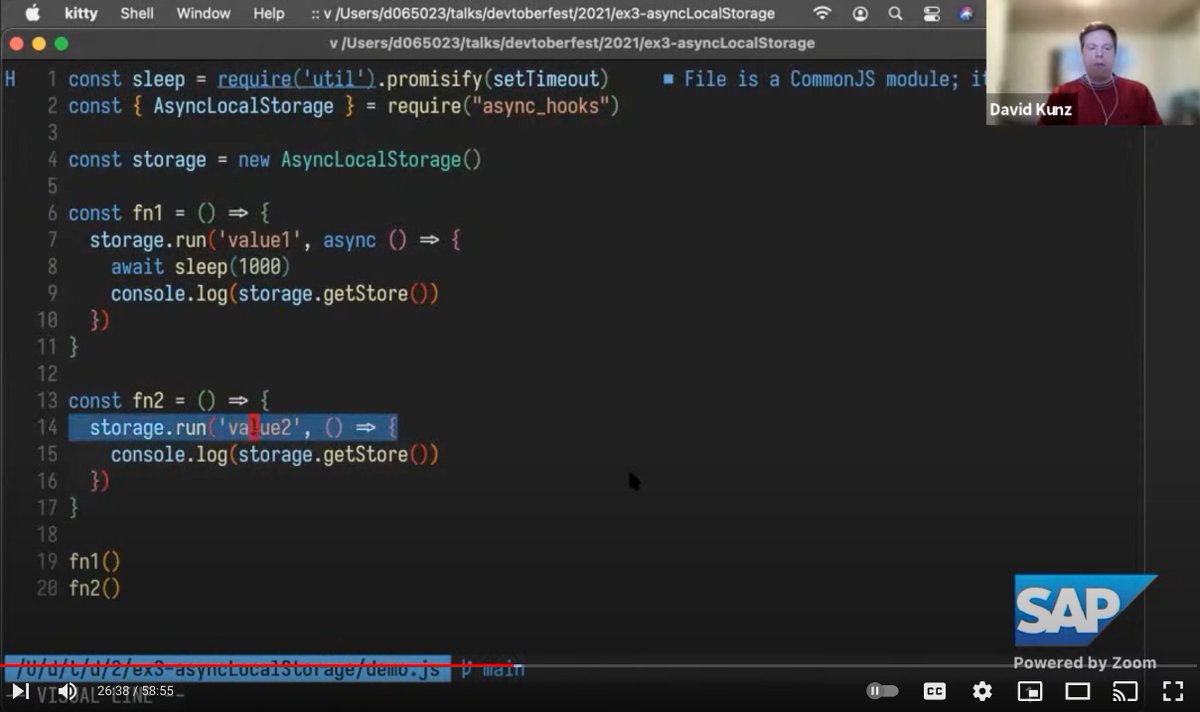 kitty Shell Window Help :: v /Users/d065023/talks/devtoberfest/2021/ex3-asyncLocalStorage
v /Users/d065023/talks/devtoberfest/2021/ex3-asyncLocalStorage
David Kunz
H 1 const sleep = require('util').promisify(setTimeout) ■ File is a CommonJS module; it
2 const { AsyncLocalStorage } = require("async_hooks")
3
4 const storage = new AsyncLocalStorage()
5
6 const fn1 = () => {
7 storage.run('value1', async () => {
8 await sleep(1000)
9 console.log(storage.getStore())
10 })
11 }
12
13 const fn2 = () => {
14 storage.run('value2', () => {
15 console.log(storage.getStore())
16 })
17 }
18
19 fn1()
20 fn2()
SAP
/U/d/t/d/2/ex3-asyncLocalStorage/demo.js main
Powered by Zoom
-- VISUAL LINE --
26:38 / 58:55
CC